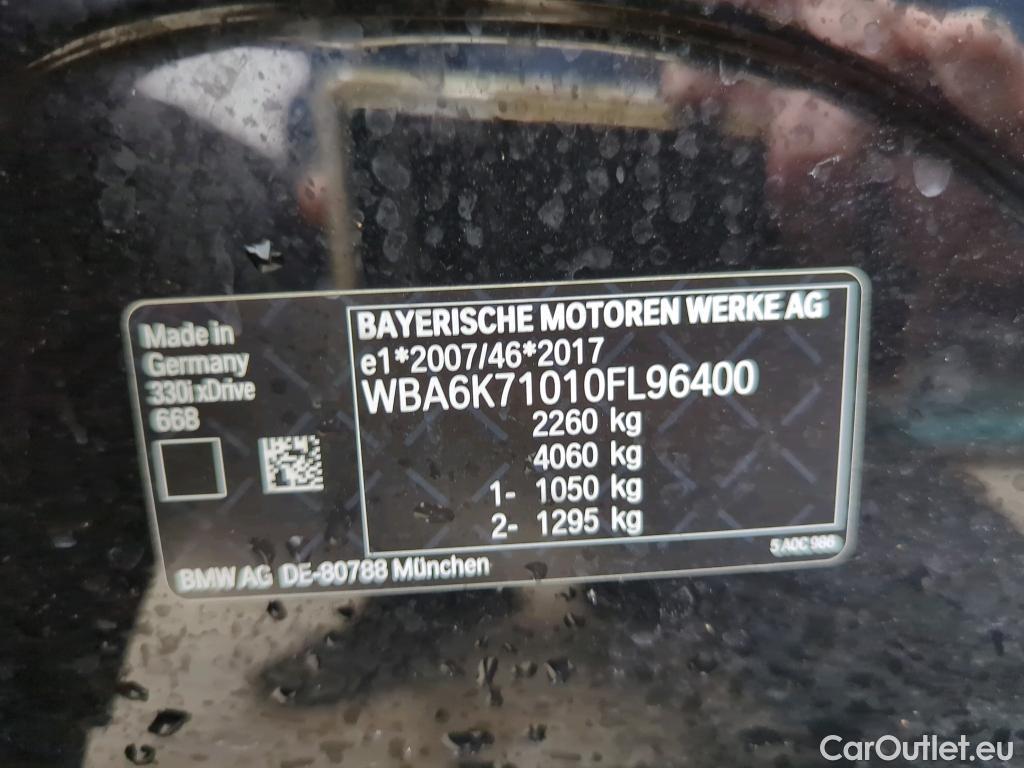 Made in
Germany
330i xDrive
668
BAYERISCHE MOTOREN WERKE AG
e1*2007/46*2017
WBA6K71010FL96400
2260 kg
4060 kg
1- 1050 kg
2- 1295 kg
5 A0C 986
BMW AG DE-80788 München
CarOutlet.eu